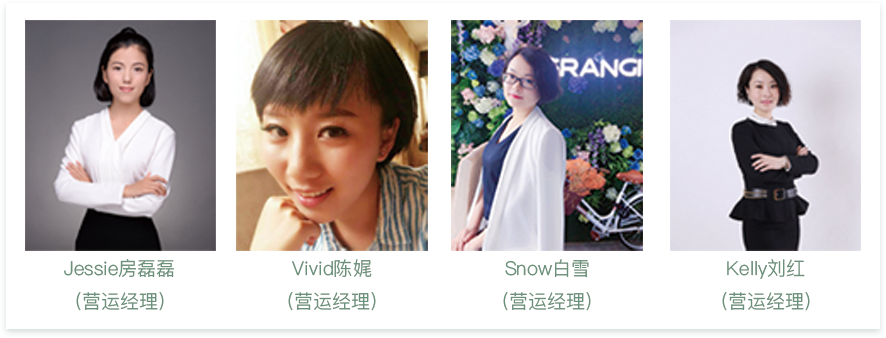 GRANGI
Jessie房磊磊
Vivid陈娓
Snow白雪
Kelly刘红
（营运经理）
（营运经理）
（营运经理）
（营运经理）